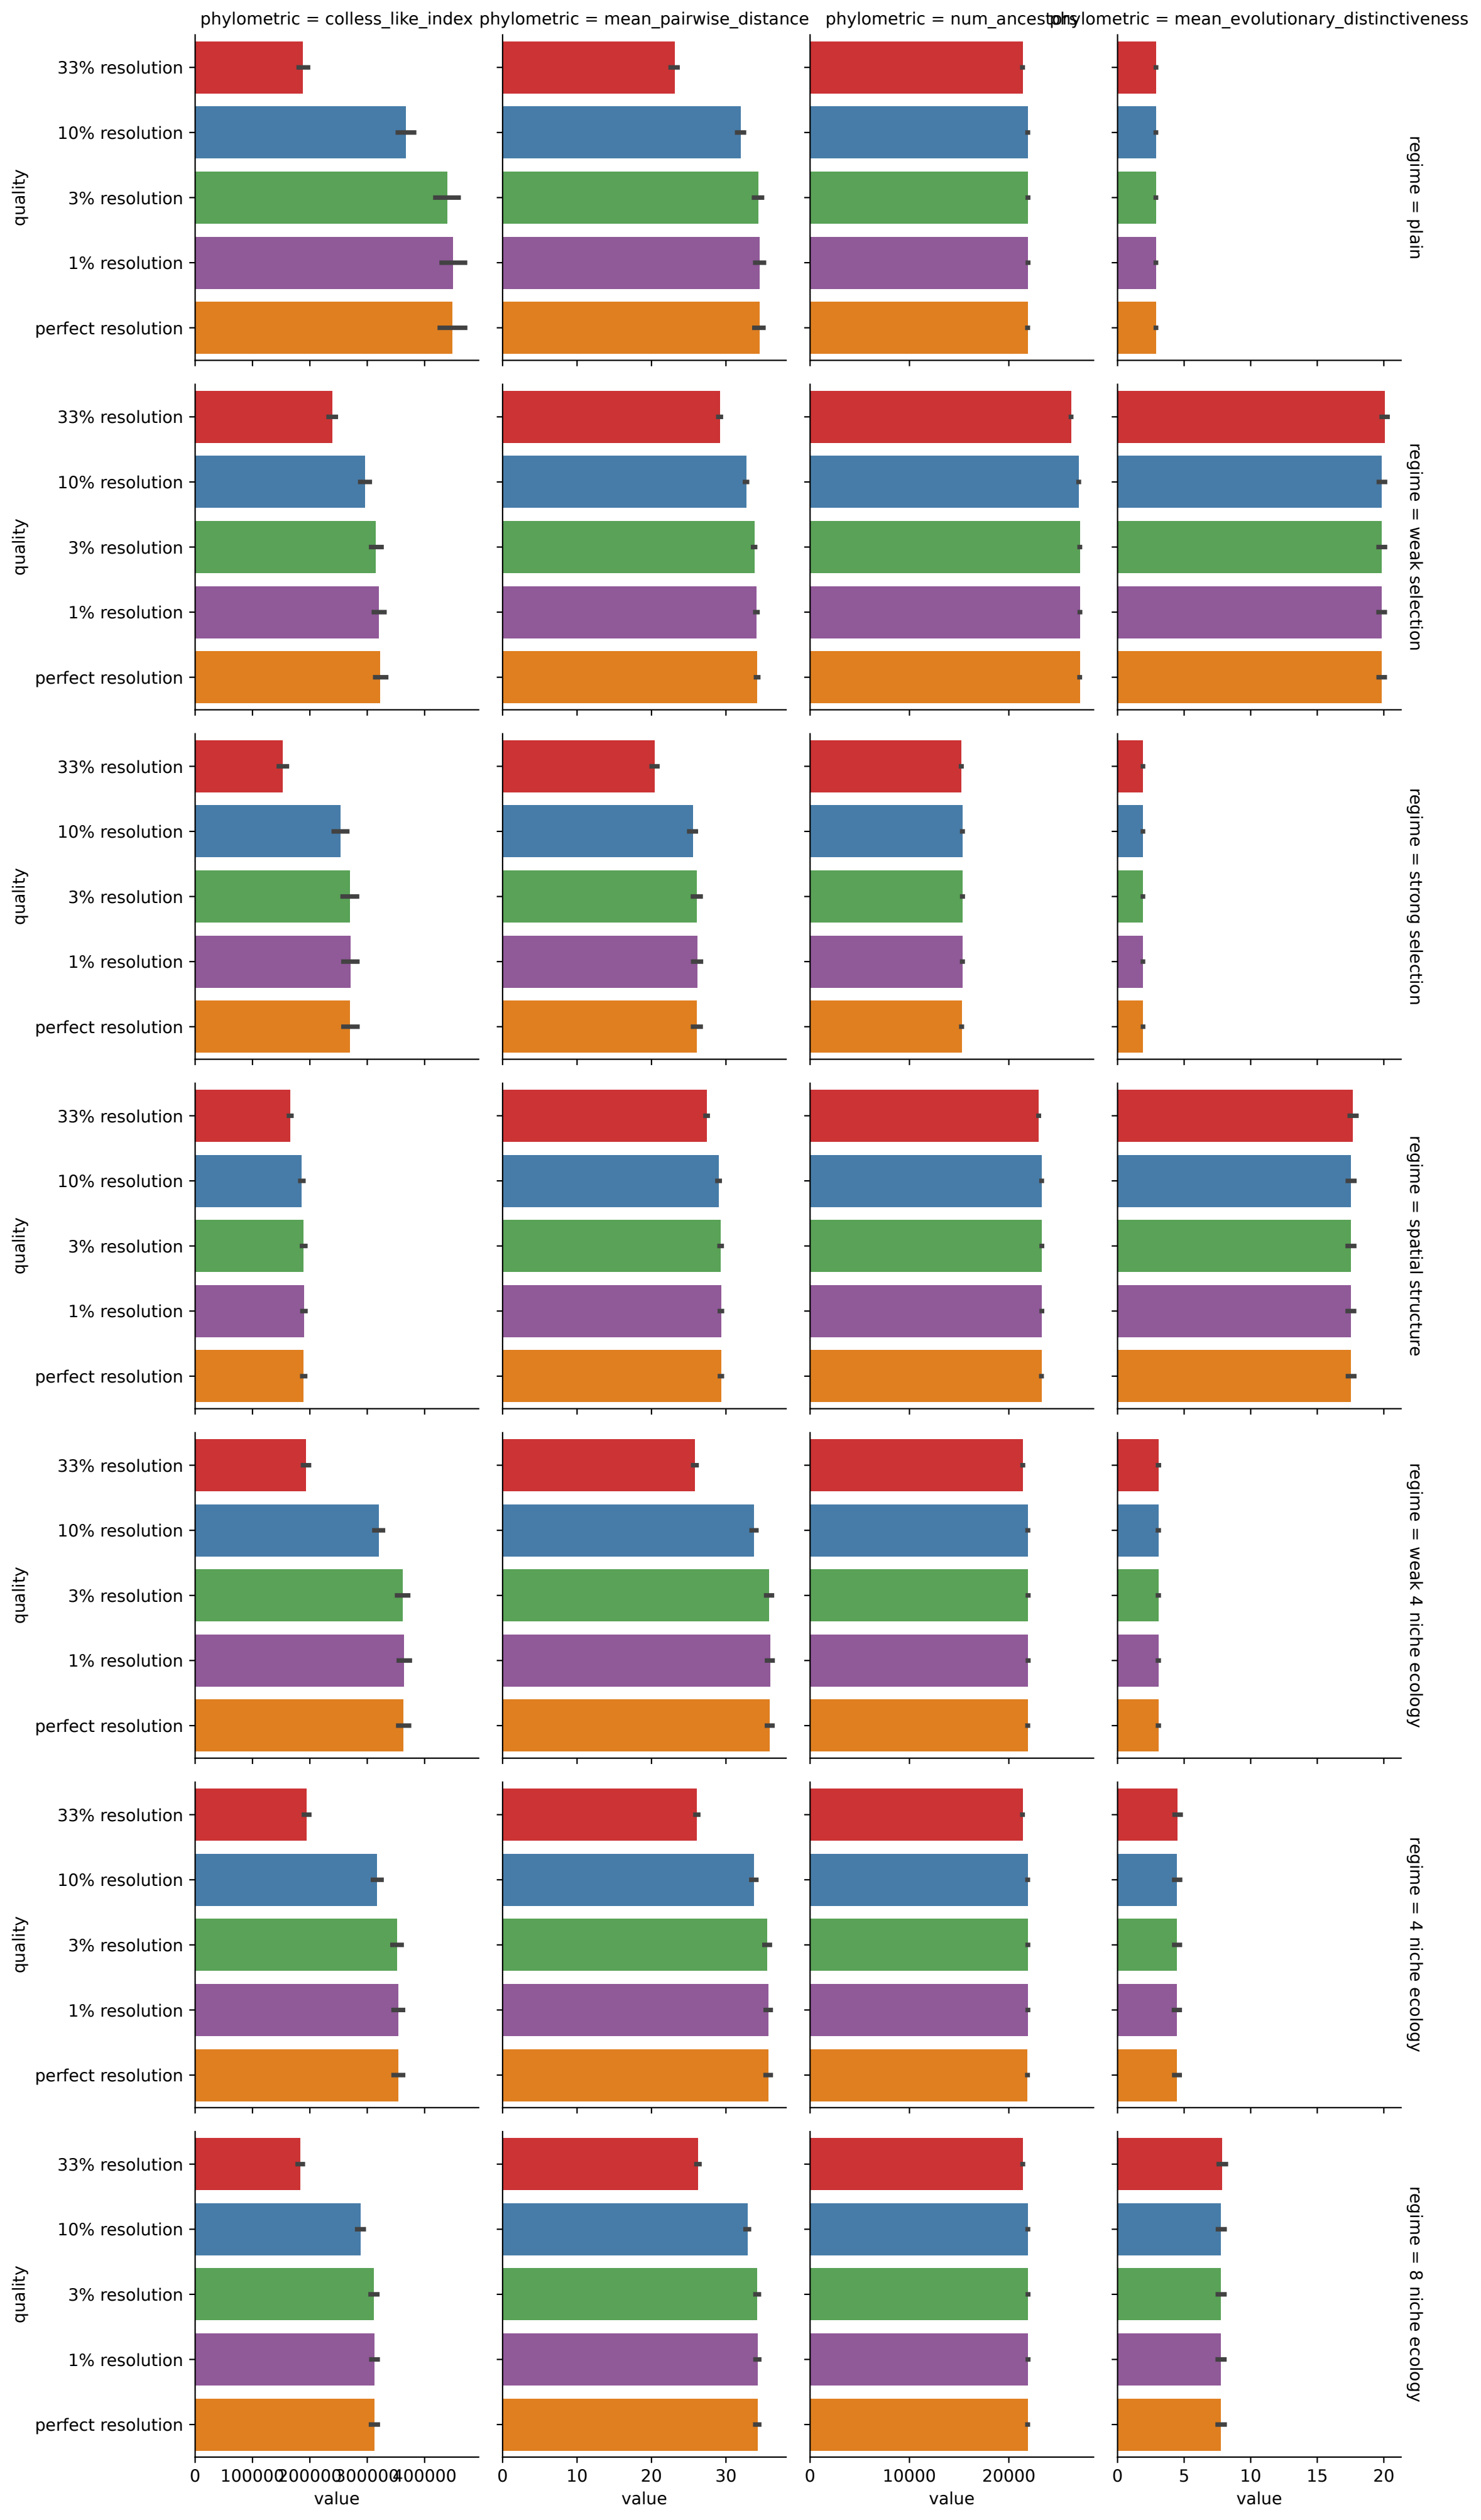 phylometric = colless_like_index
phylometric = mean_pairwise_distance
phylometric = num_ancestors
phylometric = mean_evolutionary_distinctiveness
quality
33% resolution
10% resolution
3% resolution
1% resolution
perfect resolution
regime = plain
quality
33% resolution
10% resolution
3% resolution
1% resolution
perfect resolution
regime = weak selection
quality
33% resolution
10% resolution
3% resolution
1% resolution
perfect resolution
regime = strong selection
quality
33% resolution
10% resolution
3% resolution
1% resolution
perfect resolution
regime = spatial structure
quality
33% resolution
10% resolution
3% resolution
1% resolution
perfect resolution
regime = weak 4 niche ecology
quality
33% resolution
10% resolution
3% resolution
1% resolution
perfect resolution
regime = 4 niche ecology
quality
33% resolution
10% resolution
3% resolution
1% resolution
perfect resolution
regime = 8 niche ecology
0 100000 200000 300000 400000
0 10 20 30
0 10000 20000
0 5 10 15 20
value
value
value
value